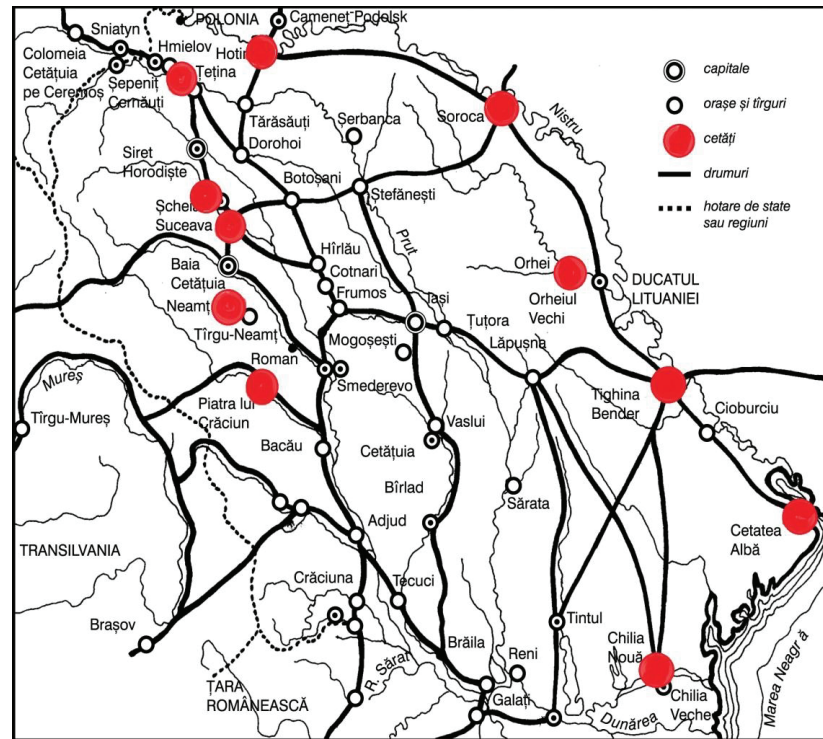 POLONIA
Camenet-Podolsk
Sniatyn
Hmielov
Hotin
Colomeia
Cetățuia
pe Ceremoș
Șepeniț
Cernăuți
Țețina
Tărăsăuți
Dorohoi
Șerbanca
Soroca
Nistru
Siret
Horodiște
Botoșani
Ștefănești
Șcheia
Suceava
Prut
Hîrlău
Cotnari
Frumos
Baia
Cetățuia
Neamț
Tîrgu-Neamț
Iași
Țuțora
Lăpușna
Orhei
Orheiul
Vechi
DUCATUL
LITUANIEI
Mogoșești
Roman
Smederevo
Mureș
Piatra lui
Crăciun
Tîrgu-Mureș
Bacău
Vaslui
Cetățuia
Tighina
Bender
Cioburciu
Bîrlad
Sărata
Cetatea
Albă
TRANSILVANIA
Adjud
Crăciuna
Tecuci
Brașov
Tintul
Chilia
Nouă
Brăila
Reni
R. Sărat
ȚARA
ROMÂNEASCĂ
Galați
Dunărea
Chilia
Veche
Marea Neagră
capitale
orașe și tîrguri
cetăți
drumuri
hotare de state
sau regiuni